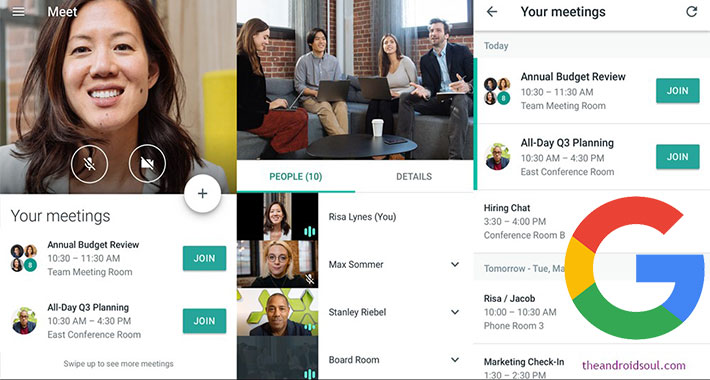 Meet
Your meetings
Annual Budget Review
10:30 – 11:30 AM
Team Meeting Room
8
JOIN
All-Day Q3 Planning
10:30 AM – 4:30 PM
East Conference Room
JOIN
Swipe up to see more meetings
PEOPLE (10)
DETAILS
Risa Lynes (You)
Max Sommer
Stanley Riebel
Board Room
Your meetings
Today
Annual Budget Review
10:30 – 11:30 AM
Team Meeting Room
8
JOIN
All-Day Q3 Planning
10:30 AM – 4:30 PM
East Conference Room
JOIN
Hiring Chat
3:30 – 4:00 PM
Conference Room B
Tomorrow - Tue, Ma
Risa / Jacob
10:00 – 10:30 AM
Phone Room 3
Marketing Check-In
1:30 – 2:30 PM
G
theandroidsoul.com